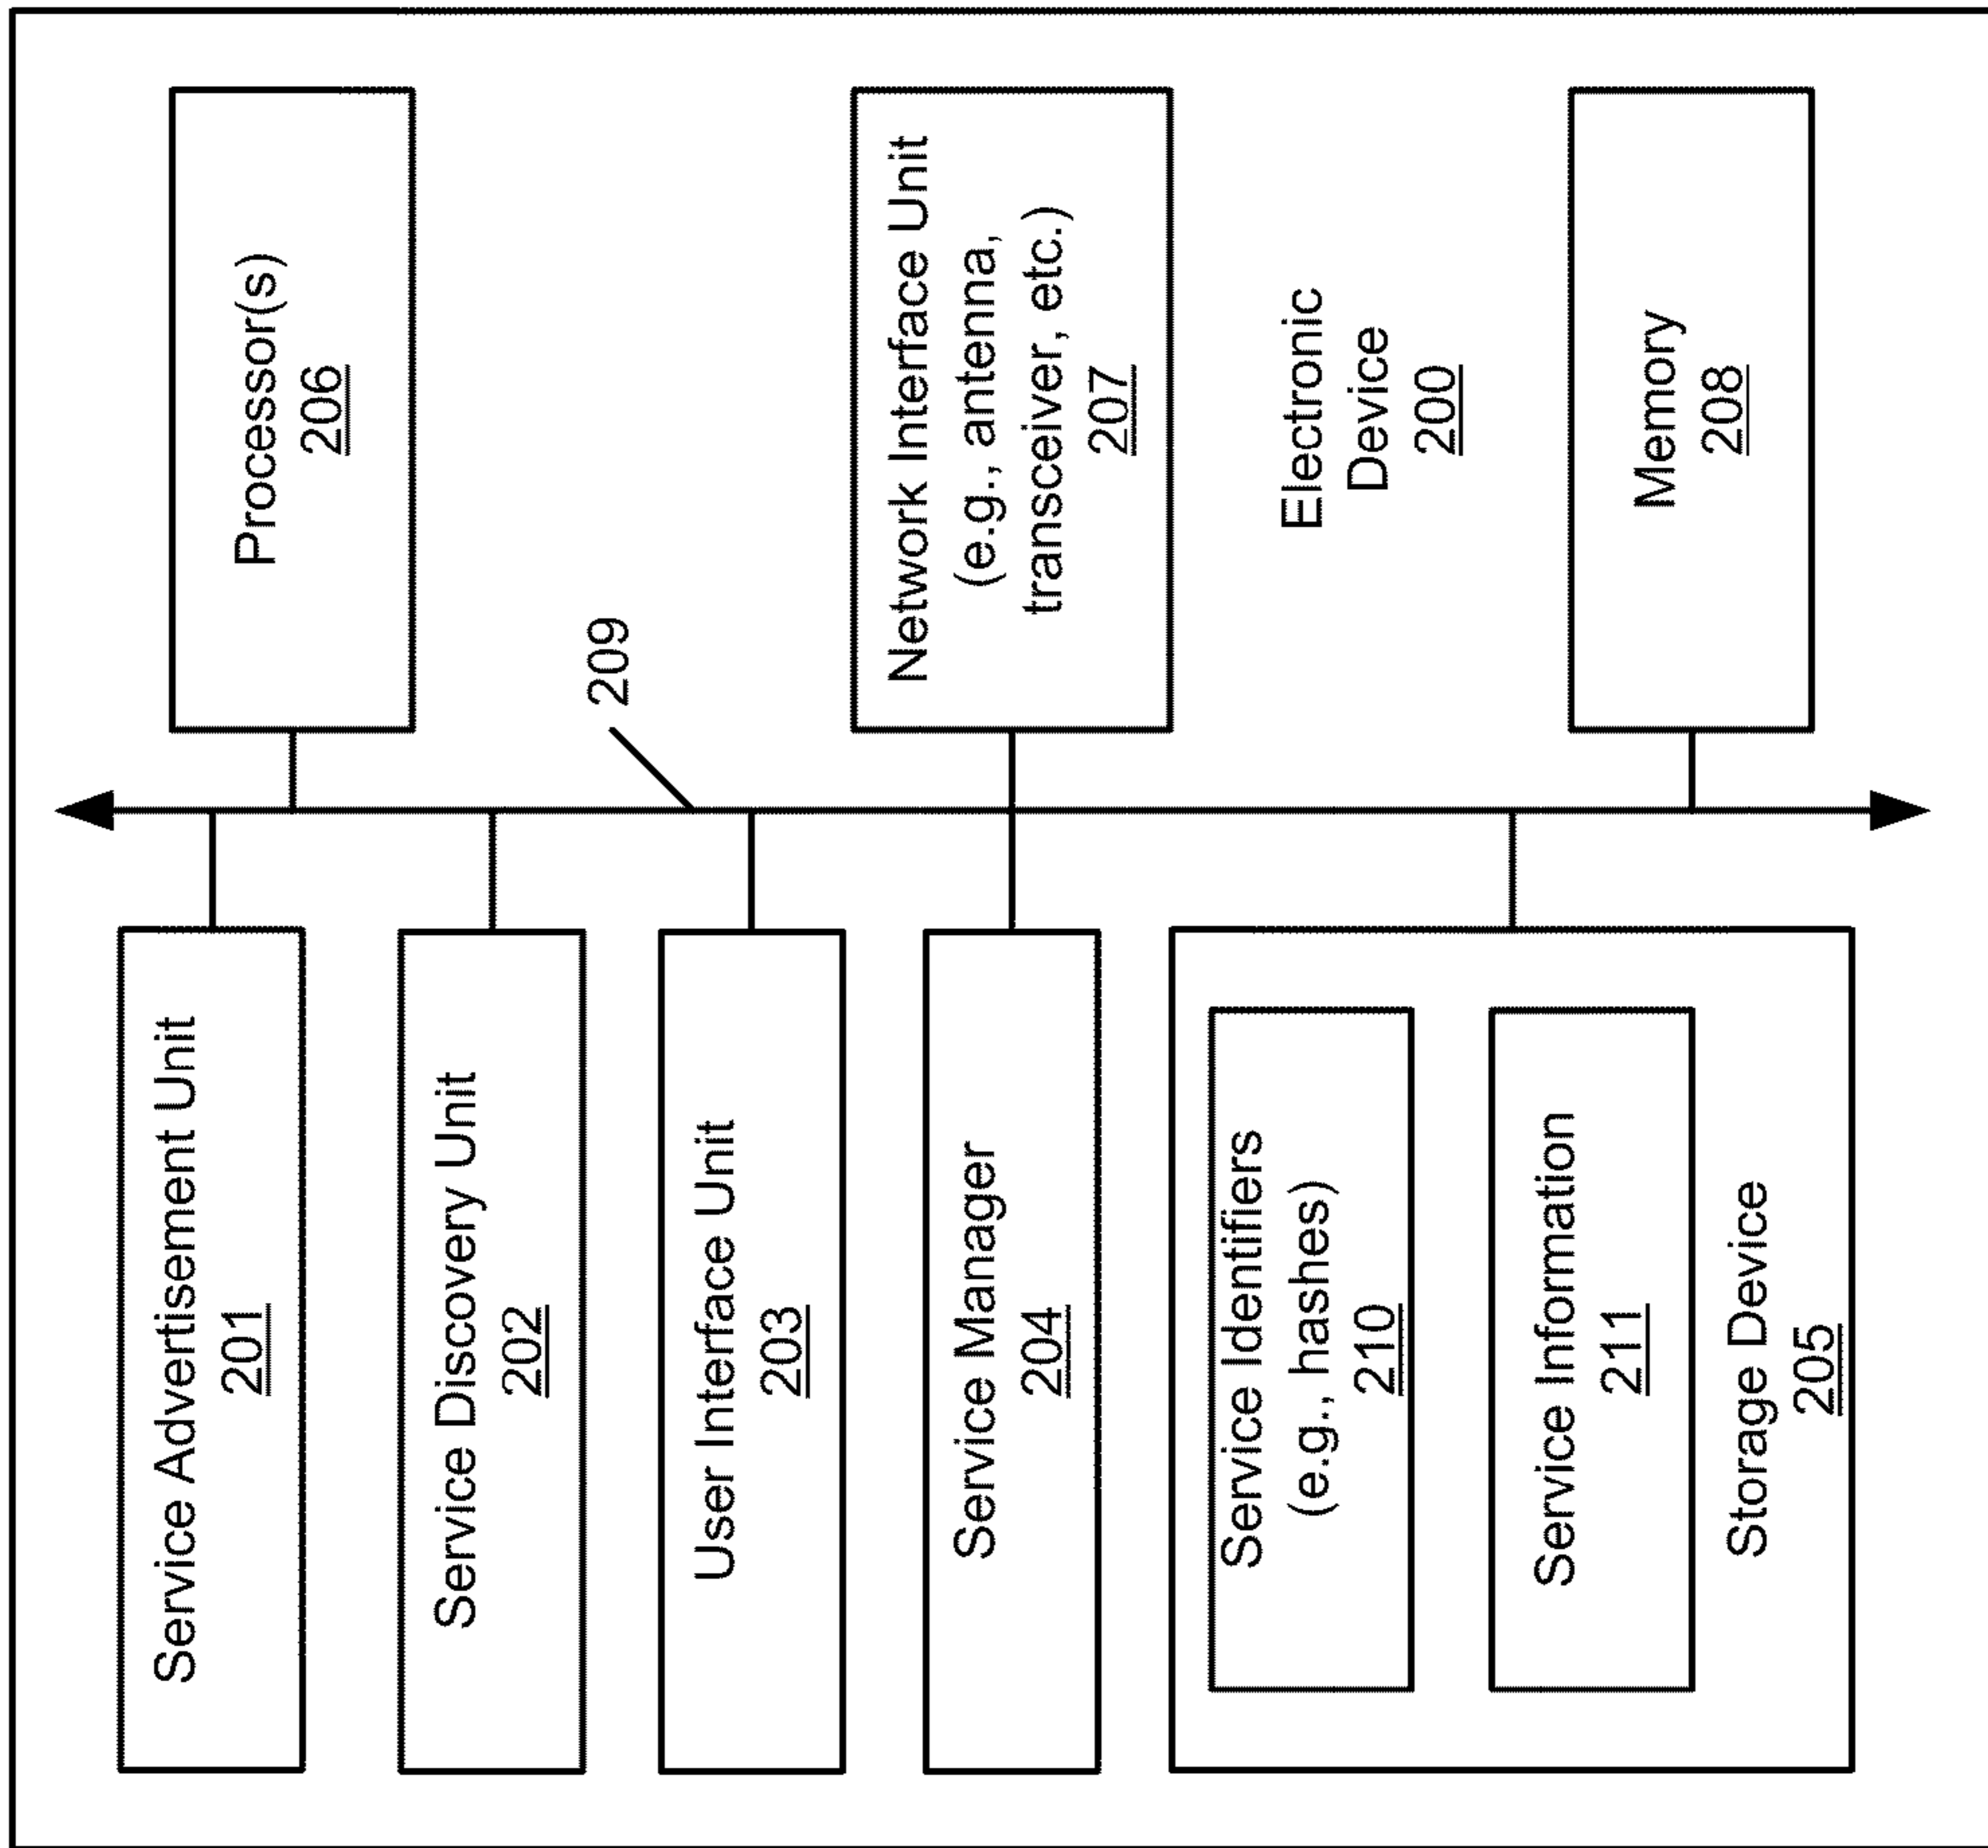 Processor(s)
206
Network Interface Unit
(e.g., antenna,
transceiver, etc.)
207
Electronic
Device
200
Memory
208
209
Service Advertisement Unit
201
Service Discovery Unit
202
User Interface Unit
203
Service Manager
204
Service Identifiers
(e.g., hashes)
210
Service Information
211
Storage Device
205